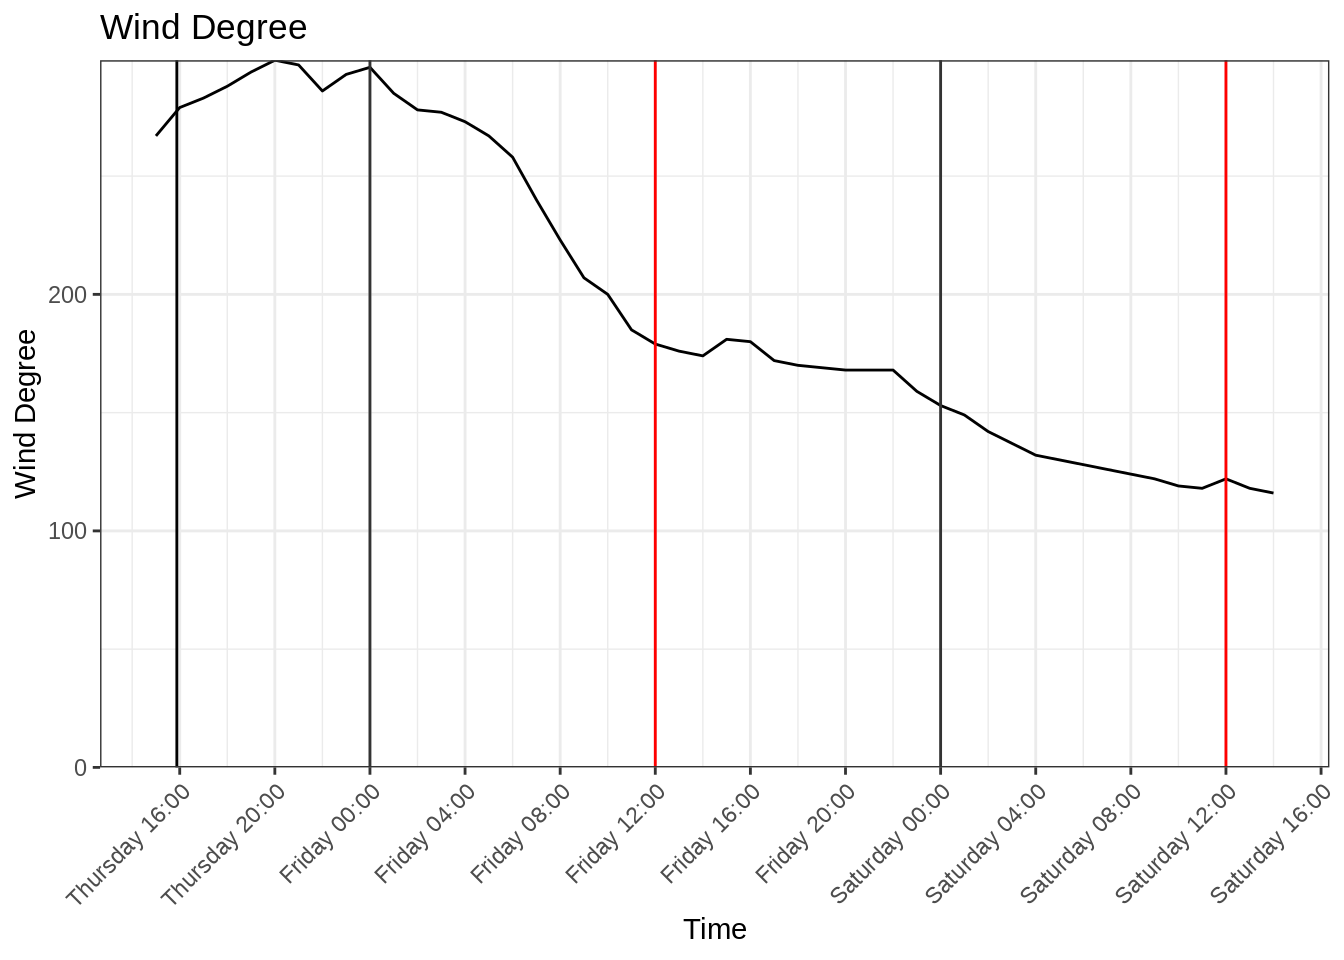 Wind Degree
Wind Degree
200
100
0
Thursday 16:00
Thursday 20:00
Friday 00:00
Friday 04:00
Friday 08:00
Friday 12:00
Friday 16:00
Friday 20:00
Saturday 00:00
Saturday 04:00
Saturday 08:00
Saturday 12:00
Saturday 16:00
Time